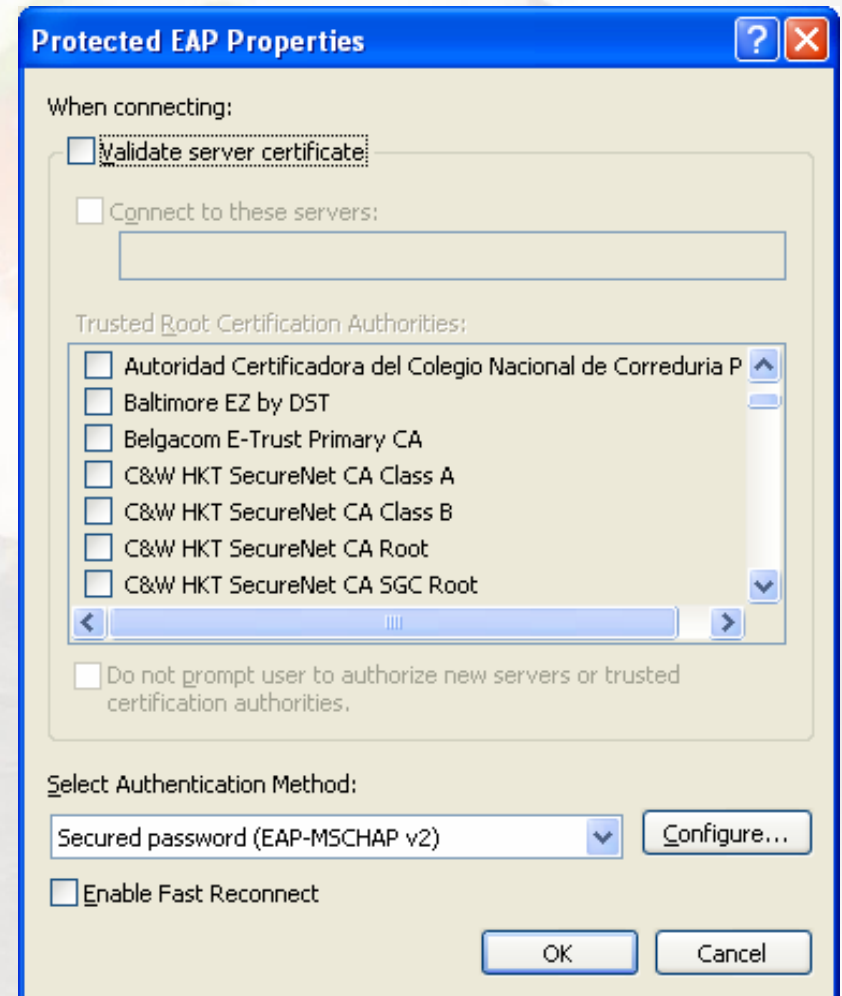 Protected EAP Properties
When connecting:
Validate server certificate
Connect to these servers:
Trusted Root Certification Authorities:
Autoridad Certificadora del Colegio Nacional de Correduria P
Baltimore EZ by DST
Belgacom E-Trust Primary CA
C&W HKT SecureNet CA Class A
C&W HKT SecureNet CA Class B
C&W HKT SecureNet CA Root
C&W HKT SecureNet CA SGC Root
Do not prompt user to authorize new servers or trusted
certification authorities.
Select Authentication Method:
Secured password (EAP-MSCHAP v2)
Configure...
Enable Fast Reconnect
OK
Cancel